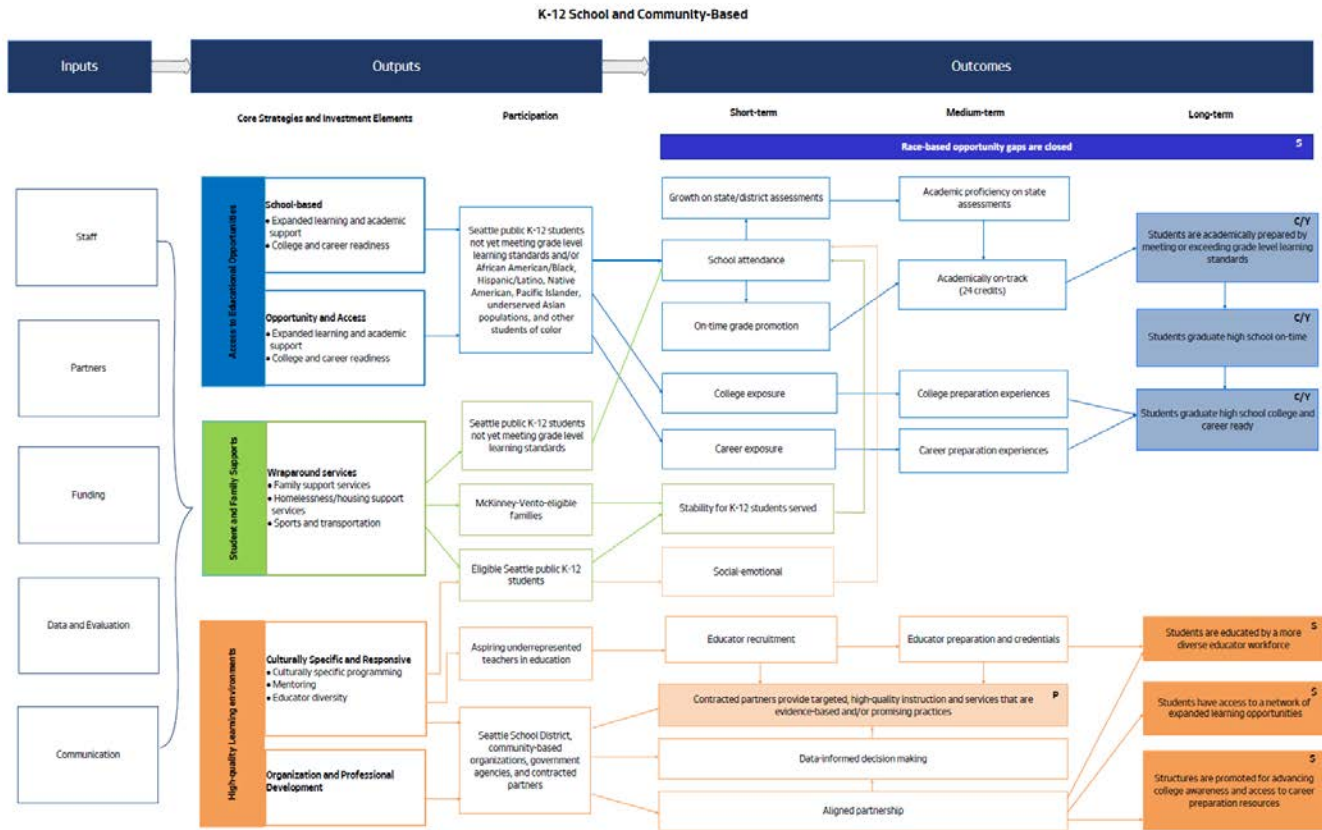 K-12 School and Community-Based
Inputs
Outputs
Outcomes
Core Strategies and Investment Elements
Participation
Short-term
Medium-term
Long-term
Race-based opportunity gaps are closed
S
Staff
Partners
Funding
Data and Evaluation
Communication
Access to Educational Opportunities
School-based
• Expanded learning and academic
support
• College and career readiness
Opportunity and Access
• Expanded learning and academic
support
• College and career readiness
Seattle public K-12 students
not yet meeting grade level
learning standards and/or
African American/Black,
Hispanic/Latino, Native
American, Pacific Islander,
underserved Asian
populations, and other
students of color
Growth on state/district assessments
School attendance
On-time grade promotion
College exposure
Career exposure
Academic proficiency on state
assessments
Academically on-track
(24 credits)
College preparation experiences
Career preparation experiences
C/Y
Students are academically prepared by
meeting or exceeding grade level learning
standards
C/Y
Students graduate high school on-time
C/Y
Students graduate high school college and
career ready
Student and Family Supports
Wraparound services
• Family support services
• Homelessness/housing support
services
• Sports and transportation
Seattle public K-12 students
not yet meeting grade level
learning standards
McKinney-Vento-eligible
families
Eligible Seattle public K-12
students
Stability for K-12 students served
Social-emotional
High-quality Learning environments
Culturally Specific and Responsive
• Culturally specific programming
• Mentoring
• Educator diversity
Organization and Professional
Development
Aspiring underrepresented
teachers in education
Seattle School District,
community-based
organizations, government
agencies, and contracted
partners
Educator recruitment
Educator preparation and credentials
P
Contracted partners provide targeted, high-quality instruction and services that are
evidence-based and/or promising practices
Data-informed decision making
Aligned partnership
S
Students are educated by a more
diverse educator workforce
S
Students have access to a network of
expanded learning opportunities
S
Structures are promoted for advancing
college awareness and access to career
preparation resources